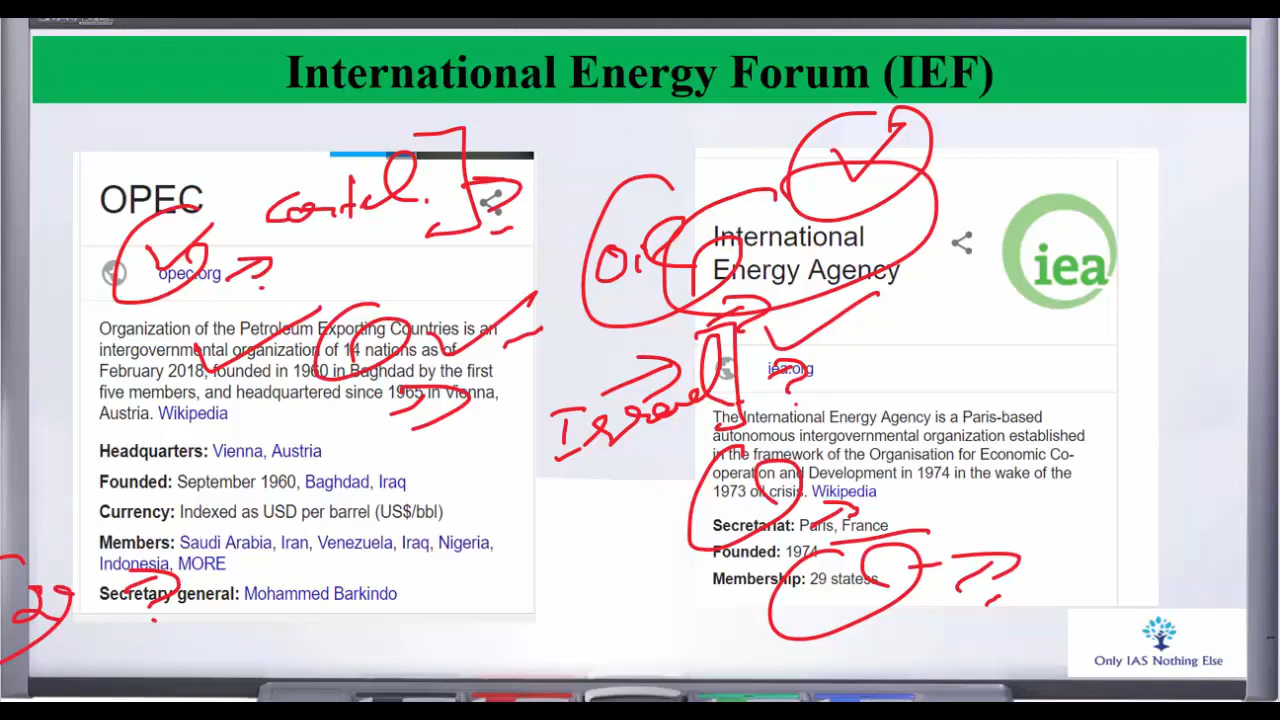 International Energy Forum (IEF)
OPEC
cartel.
opec.org
Organization of the Petroleum Exporting Countries is an
intergovernmental organization of 14 nations as of
February 2018, founded in 1960 in Baghdad by the first
five members, and headquartered since 1965 in Vienna,
Austria. Wikipedia
Headquarters: Vienna, Austria
Founded: September 1960, Baghdad, Iraq
Currency: Indexed as USD per barrel (US$/bbl)
Members: Saudi Arabia, Iran, Venezuela, Iraq, Nigeria,
Indonesia, MORE
Secretary general: Mohammed Barkindo
29
Oil
International
Energy Agency
iea
iea.org
Israel
The International Energy Agency is a Paris-based
autonomous intergovernmental organization established
in the framework of the Organisation for Economic Co-
operation and Development in 1974 in the wake of the
1973 oil crisis. Wikipedia
Secretariat: Paris, France
Founded: 1974
Membership: 29 statess
Only IAS Nothing Else